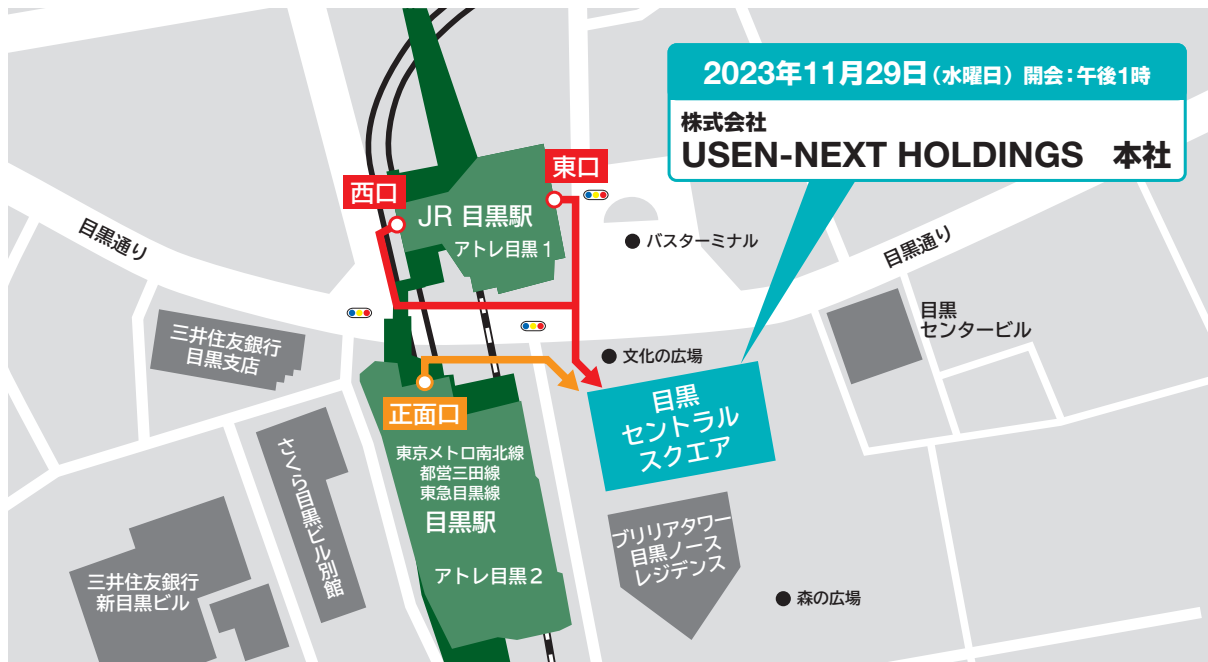 2023年11月29日(水曜日) 開会:午後1時
株式会社
USEN-NEXT HOLDINGS 本社
東口
西口
JR 目黒駅
アトレ目黒1
バスターミナル
目黒通り
目黒通り
目黒
センタービル
三井住友銀行
目黒支店
文化の広場
正面口
目黒
セントラル
スクエア
東京メトロ南北線
都営三田線
東急目黒線
目黒駅
アトレ目黒2
さくら目黒ビル別館
ブリリアタワー
目黒ノース
レジデンス
三井住友銀行
新目黒ビル
森の広場